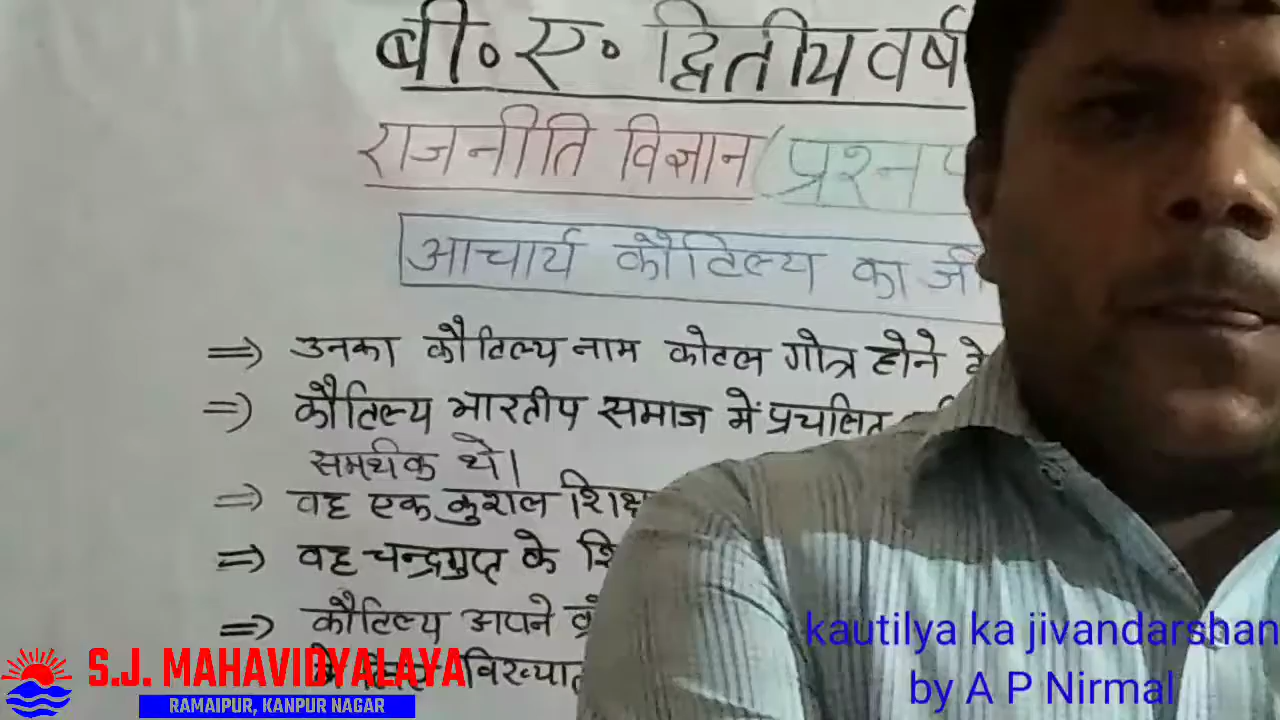 बी॰ए॰ द्वितीय वर्ष
राजनीति विज्ञान (प्रश्न
आचार्य कौटिल्य का जी
⇒ उनका कौटिल्य नाम कोटल गोत्र होने के
⇒ कौटिल्य भारतीय समाज में प्रचलित
समर्थक थे।
⇒ वह एक कुशल शिक्ष
⇒ वह चन्द्रगुप्त के शि
⇒ कौटिल्य अपने
के लिए विख्यात
kautilya ka jivandarshan
by A P Nirmal
S.J. MAHAVIDYALAYA
RAMAIPUR, KANPUR NAGAR